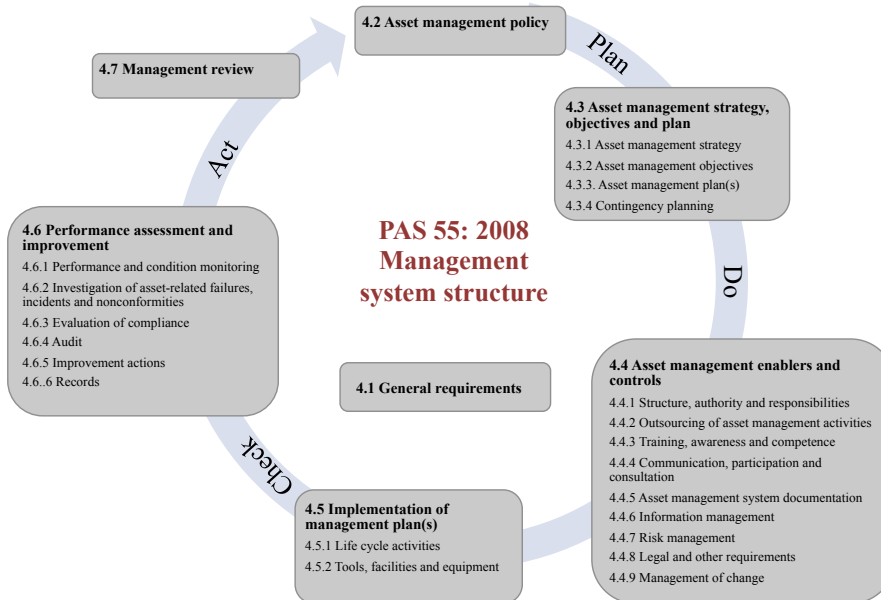 4.2 Asset management policy
Plan
4.7 Management review
4.3 Asset management strategy,
objectives and plan
4.3.1 Asset management strategy
4.3.2 Asset management objectives
4.3.3. Asset management plan(s)
4.3.4 Contingency planning
Act
4.6 Performance assessment and
improvement
4.6.1 Performance and condition monitoring
4.6.2 Investigation of asset-related failures,
incidents and nonconformities
4.6.3 Evaluation of compliance
4.6.4 Audit
4.6.5 Improvement actions
4.6..6 Records
PAS 55: 2008
Management
system structure
Do
4.1 General requirements
4.4 Asset management enablers and
controls
4.4.1 Structure, authority and responsibilities
4.4.2 Outsourcing of asset management activities
4.4.3 Training, awareness and competence
4.4.4 Communication, participation and
consultation
4.4.5 Asset management system documentation
4.4.6 Information management
4.4.7 Risk management
4.4.8 Legal and other requirements
4.4.9 Management of change
Check
4.5 Implementation of
management plan(s)
4.5.1 Life cycle activities
4.5.2 Tools, facilities and equipment